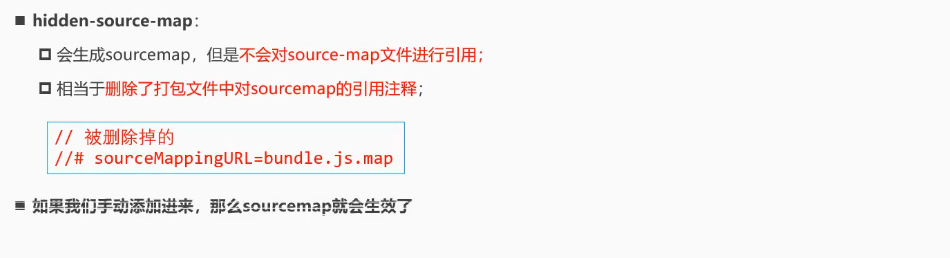 hidden-source-map：
会生成sourcemap，但是不会对source-map文件进行引用；
相当于删除了打包文件中对sourcemap的引用注释；
// 被删除掉的
//# sourceMappingURL=bundle.js.map
如果我们手动添加进来，那么sourcemap就会生效了